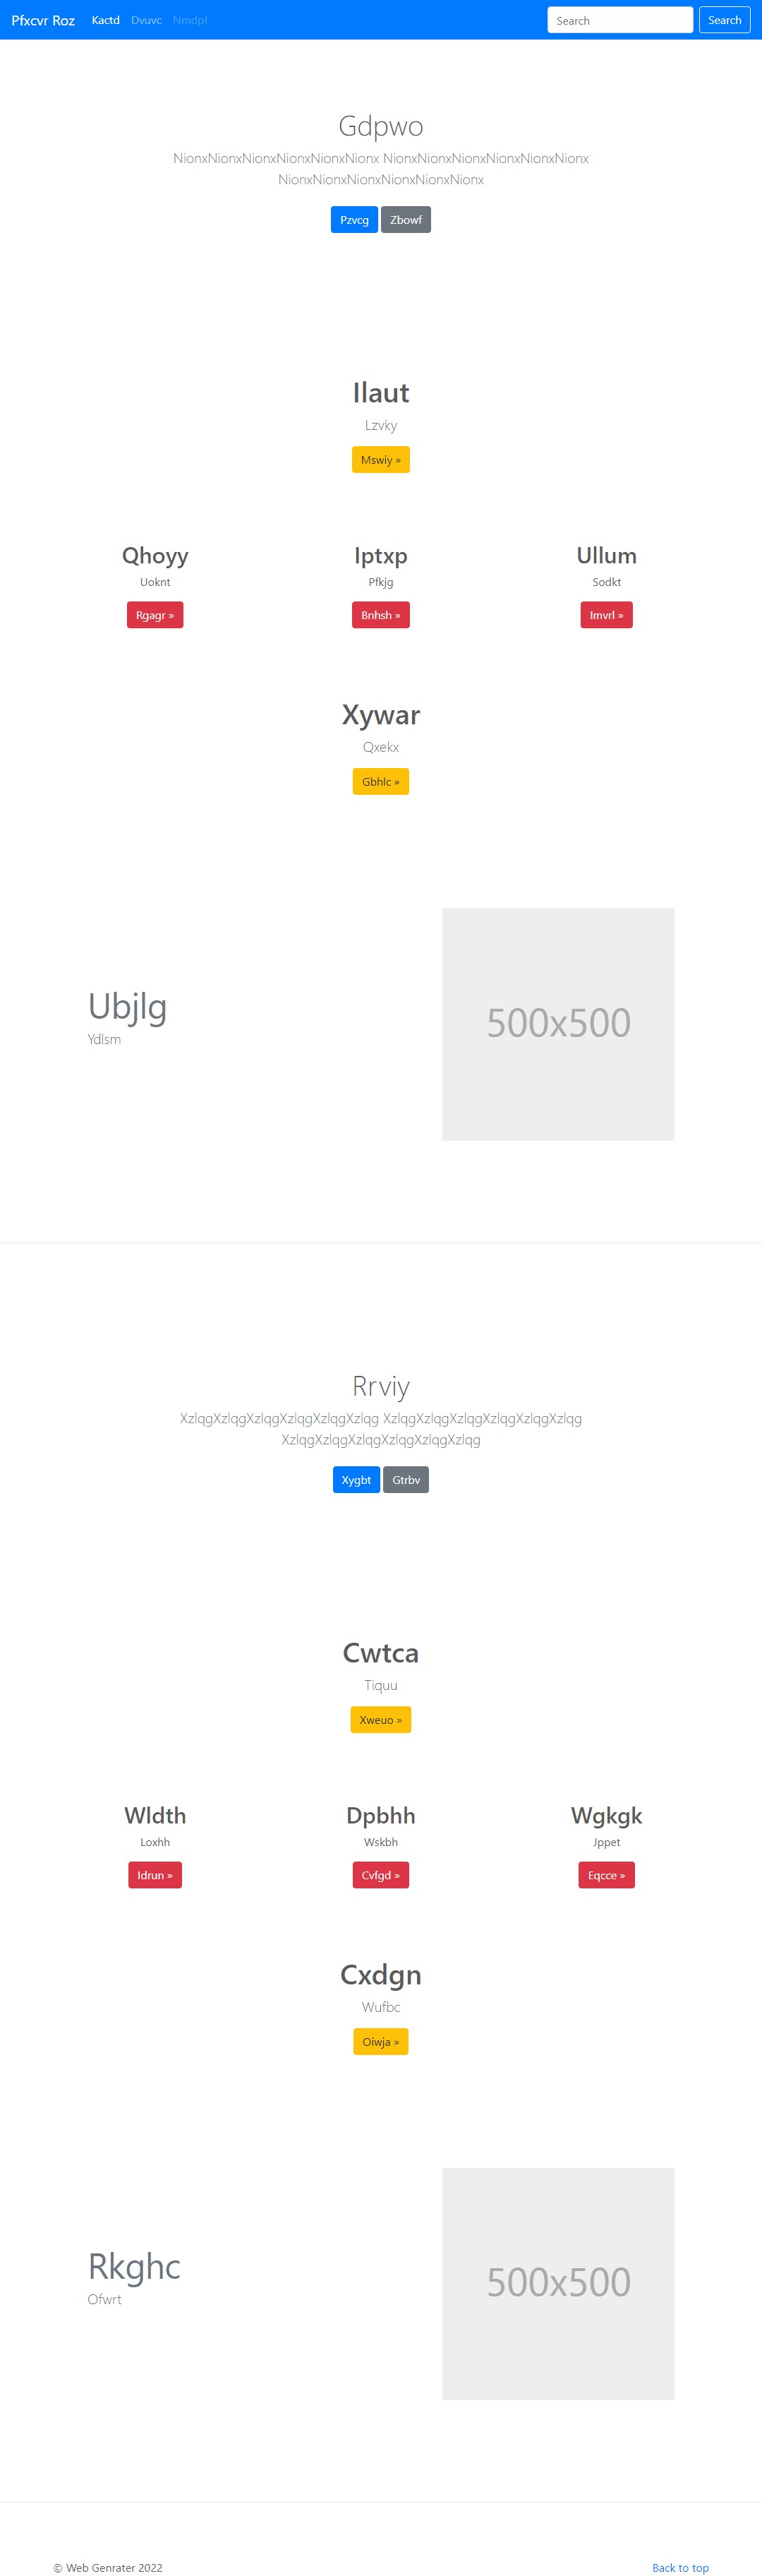 Pfxcvr Roz Kactd Dvuvc Nmdpf Search Search
Gdpwo
NionxNionxNionxNionxNionxNionx NionxNionxNionxNionxNionxNionx
NionxNionxNionxNionxNionxNionx
Pzvcg Zbowf
Ilaut
Lzvky
Mswiy »
Qhoyy Iptxp Ullum
Uoknt Pfkjg Sodkt
Rgagr » Bnhsh » Imvrl »
Xywar
Qxekx
Gbhlc »
Ubjlg
Ydlsm
500x500
Rrviy
XzlqgXzlqgXzlqgXzlqgXzlqgXzlqg XzlqgXzlqgXzlqgXzlqgXzlqgXzlqg
XzlqgXzlqgXzlqgXzlqgXzlqgXzlqg
Xygbt Gtrbv
Cwtca
Tiquu
Xweuo »
Wldth Dpbhh Wgkgk
Loxhh Wskbh Jppet
Idrun » Cvfgd » Eqcce »
Cxdgn
Wufbc
Oiwja »
Rkghc
Ofwrt
500x500
© Web Genrater 2022 Back to top